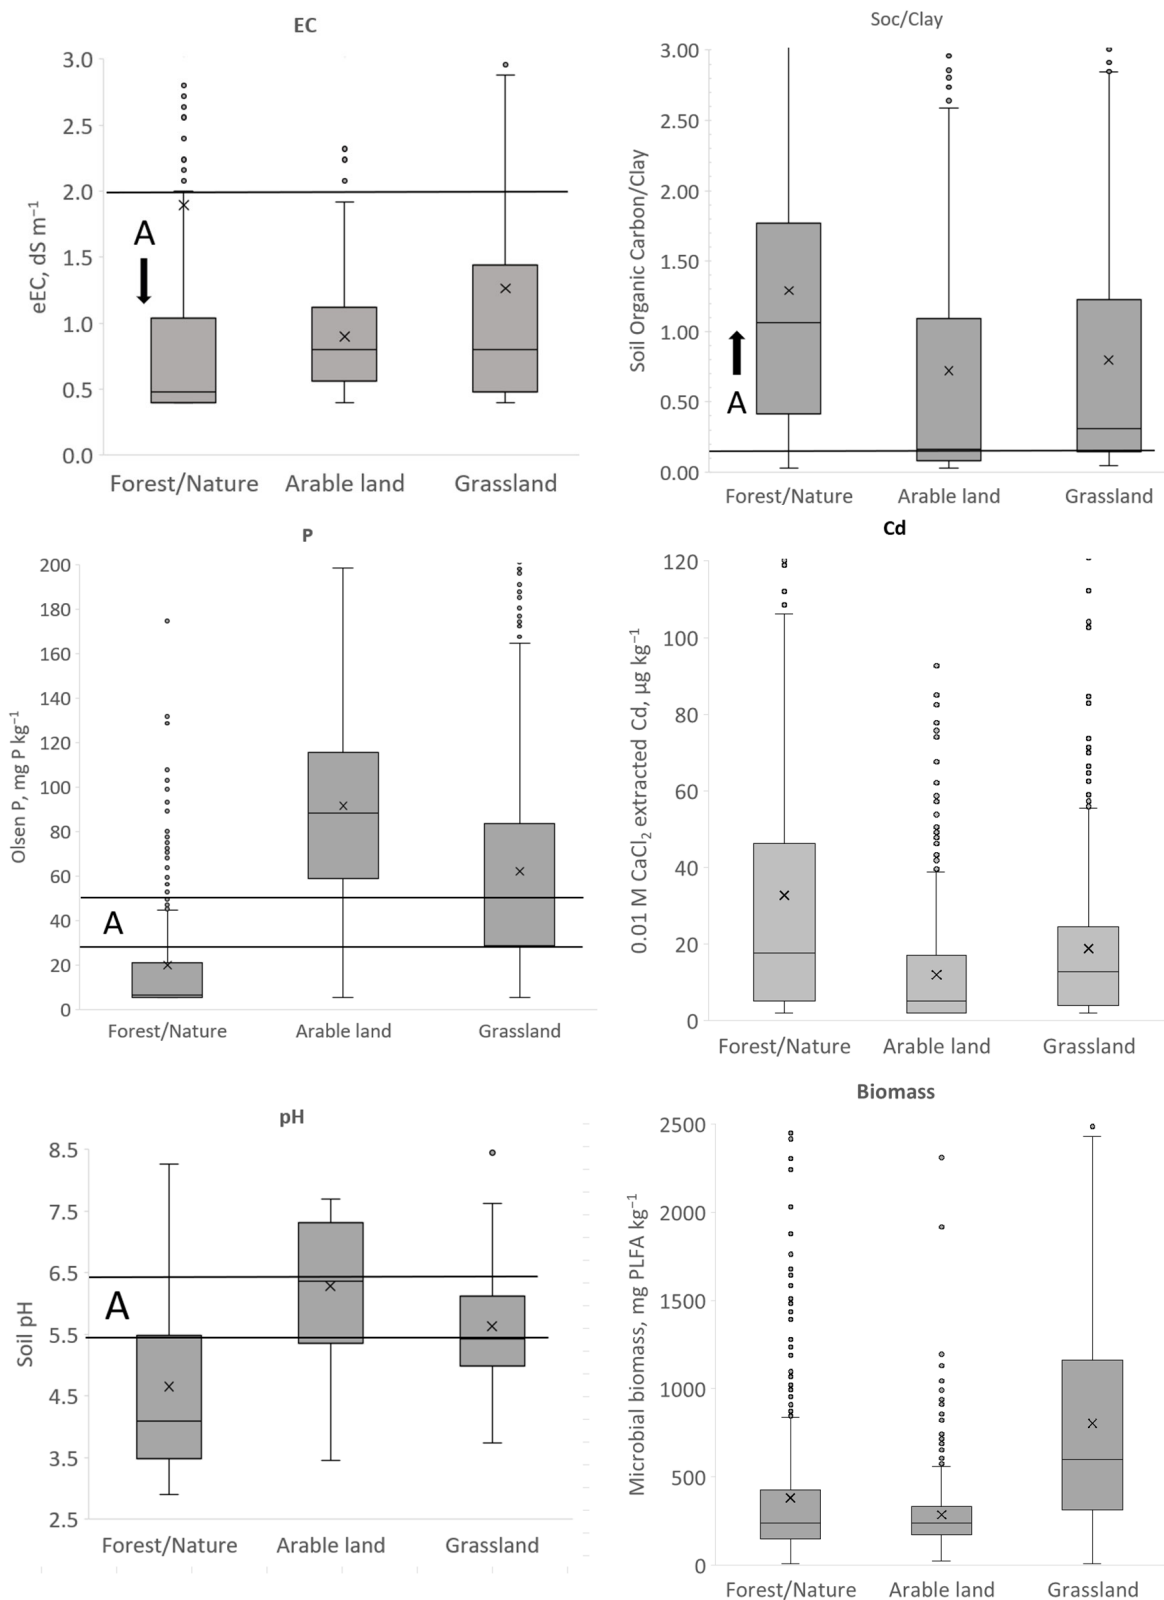 EC
eEC, dS m⁻¹
3.0
2.5
2.0
1.5
1.0
0.5
0.0
A
Forest/Nature Arable land Grassland
Soc/Clay
Soil Organic Carbon/Clay
3.00
2.50
2.00
1.50
1.00
0.50
0.00
A
Forest/Nature Arable land Grassland
P
Olsen P, mg P kg⁻¹
200
180
160
140
120
100
80
60
40
20
0
A
Forest/Nature Arable land Grassland
Cd
0.01 M CaCl₂ extracted Cd, µg kg⁻¹
120
100
80
60
40
20
0
Forest/Nature Arable land Grassland
pH
Soil pH
8.5
7.5
6.5
5.5
4.5
3.5
2.5
A
Forest/Nature Arable land Grassland
Biomass
Microbial biomass, mg PLFA kg⁻¹
2500
2000
1500
1000
500
0
Forest/Nature Arable land Grassland